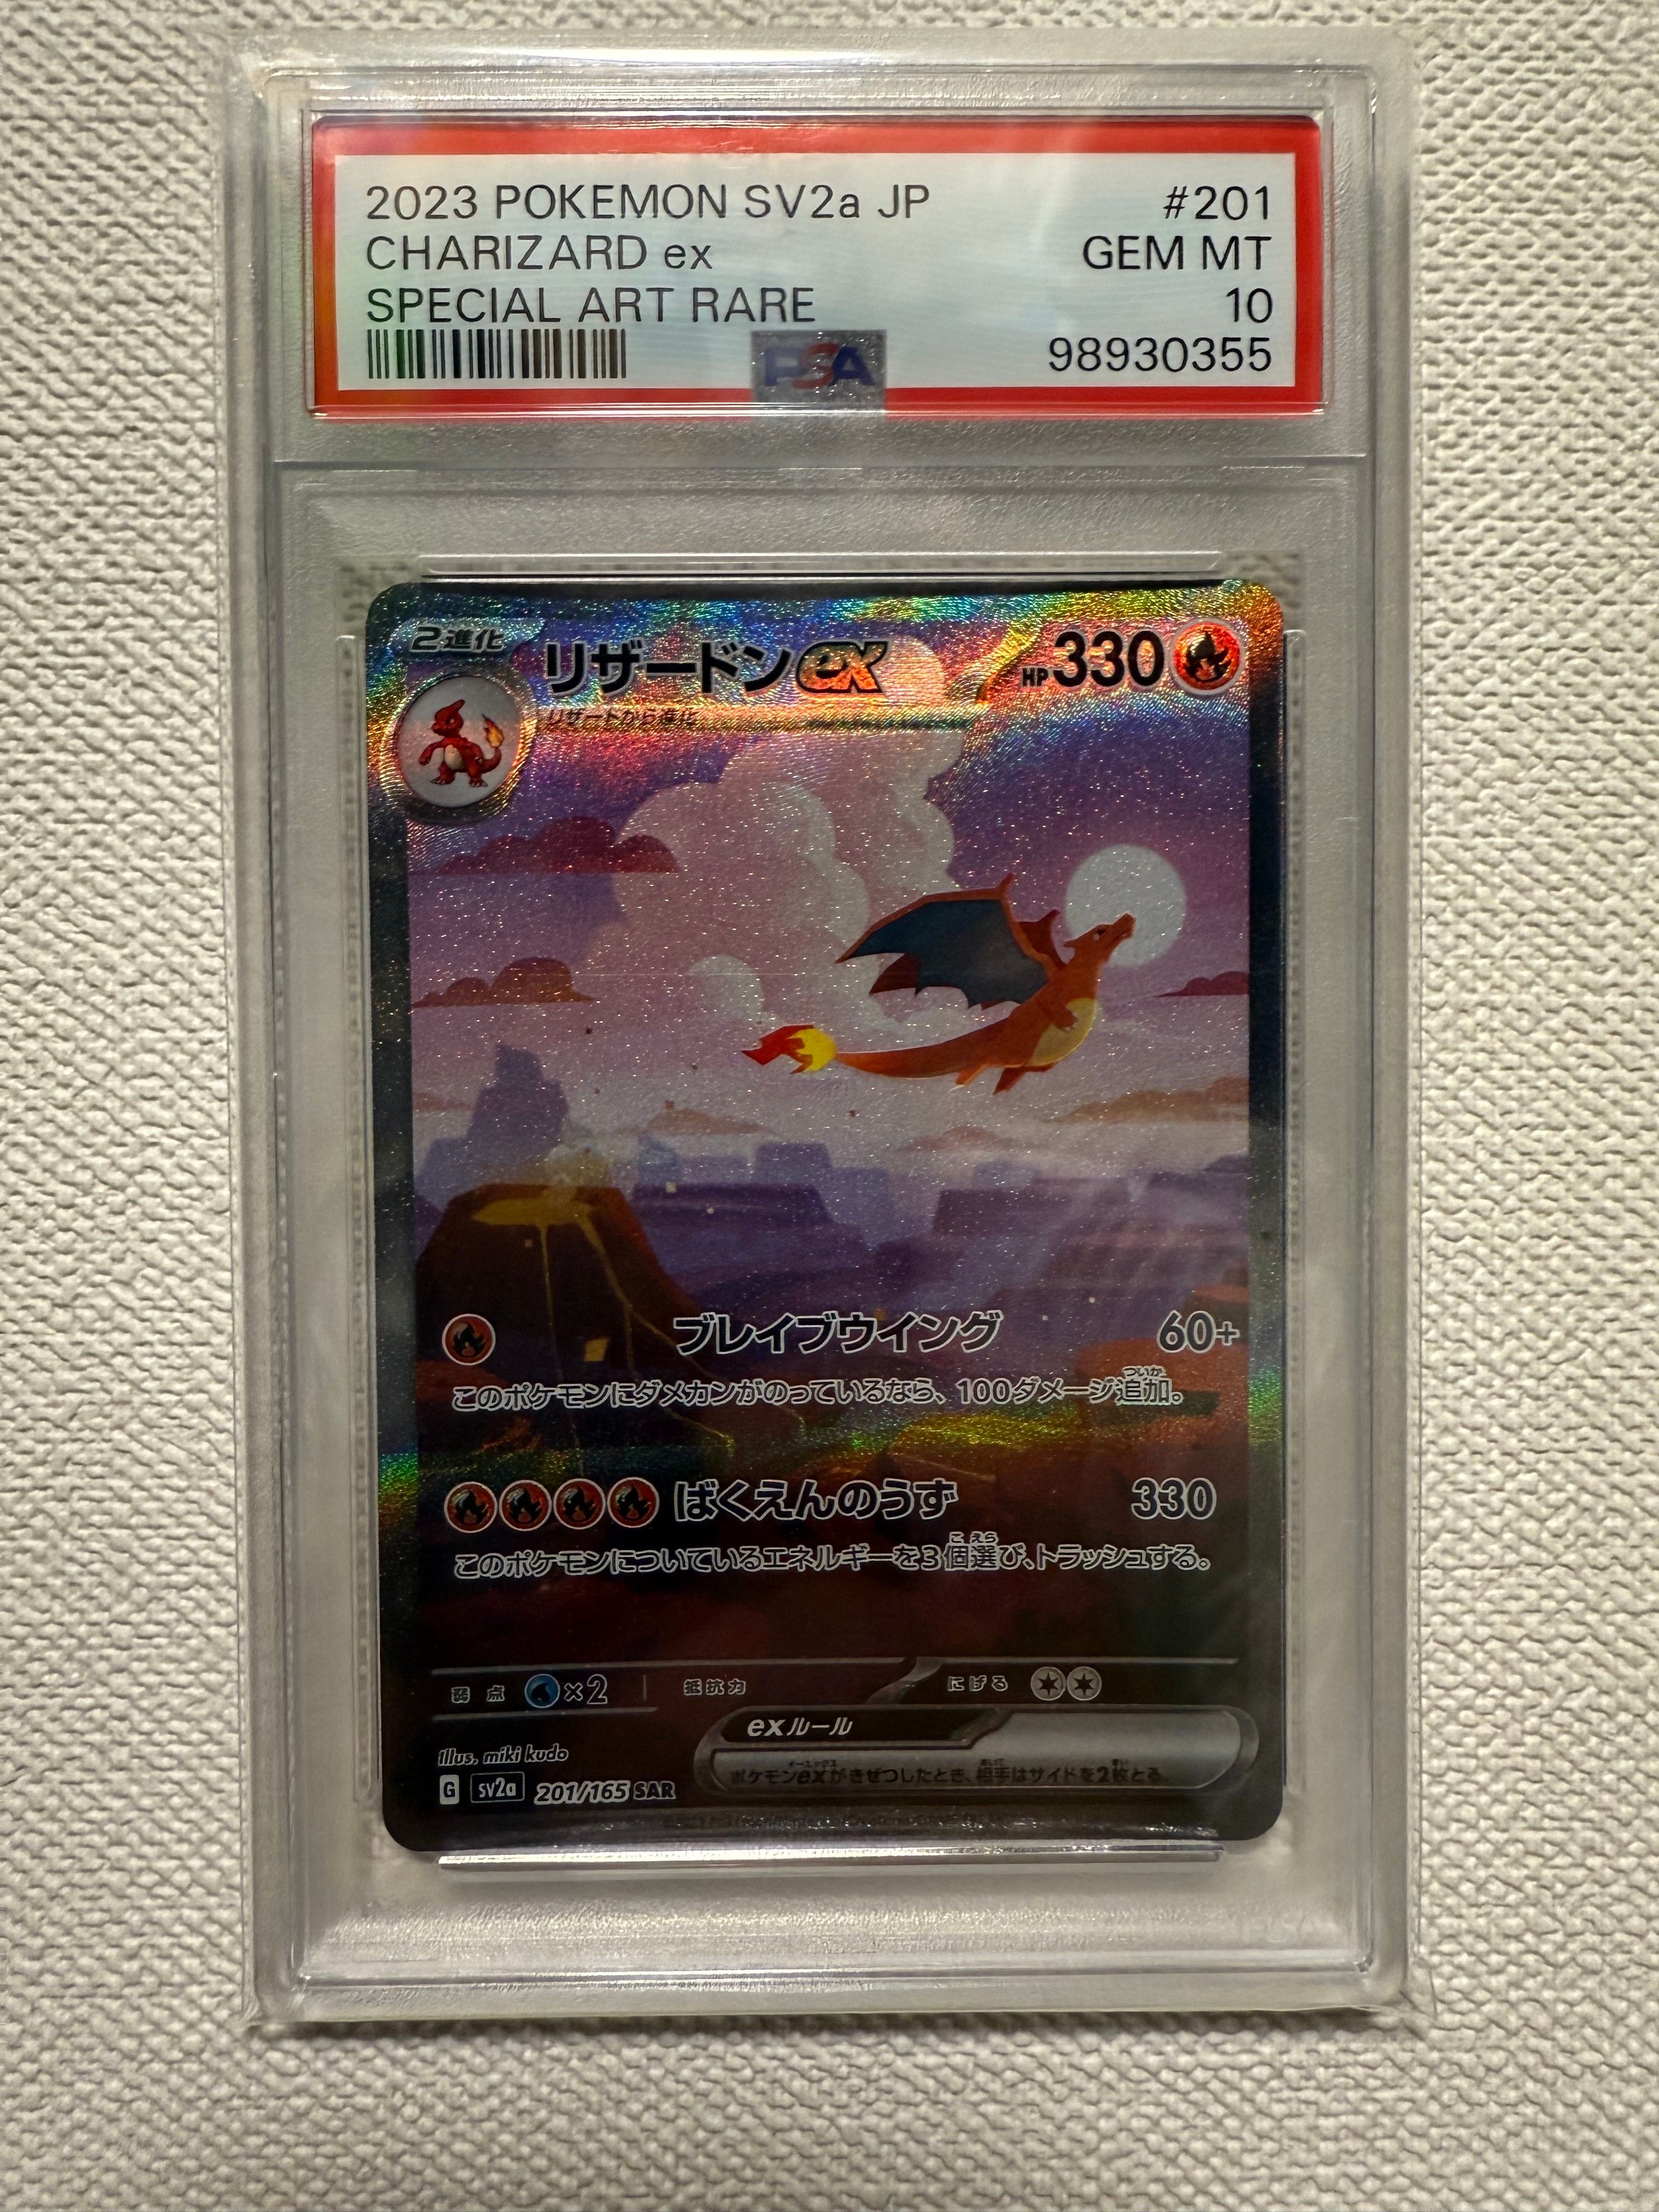 2023 POKEMON SV2a JP #201
CHARIZARD ex GEM MT
SPECIAL ART RARE 10
PSA 98930355
2進化 リザードンex HP330
リザードから進化
ブレイブウイング 60+
このポケモンにダメカンがのっているなら、100ダメージ追加。
ばくえんのうず 330
このポケモンについているエネルギーを3個選び、トラッシュする。
弱点 ×2 抵抗力 にげる
exルール
ポケモンexがきぜつしたとき、相手はサイドを2枚とる。
Illus. miki kudo
G sv2a 201/165 SAR